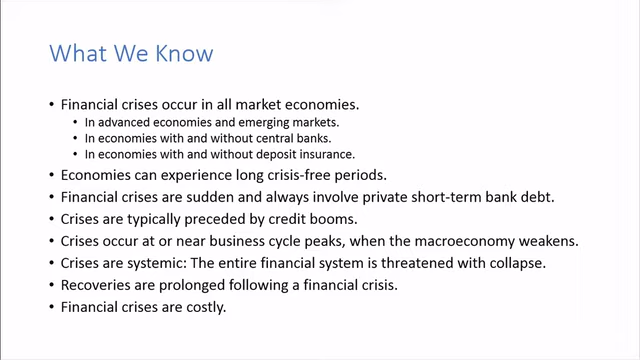 What We Know
• Financial crises occur in all market economies.
• In advanced economies and emerging markets.
• In economies with and without central banks.
• In economies with and without deposit insurance.
• Economies can experience long crisis-free periods.
• Financial crises are sudden and always involve private short-term bank debt.
• Crises are typically preceded by credit booms.
• Crises occur at or near business cycle peaks, when the macroeconomy weakens.
• Crises are systemic: The entire financial system is threatened with collapse.
• Recoveries are prolonged following a financial crisis.
• Financial crises are costly.